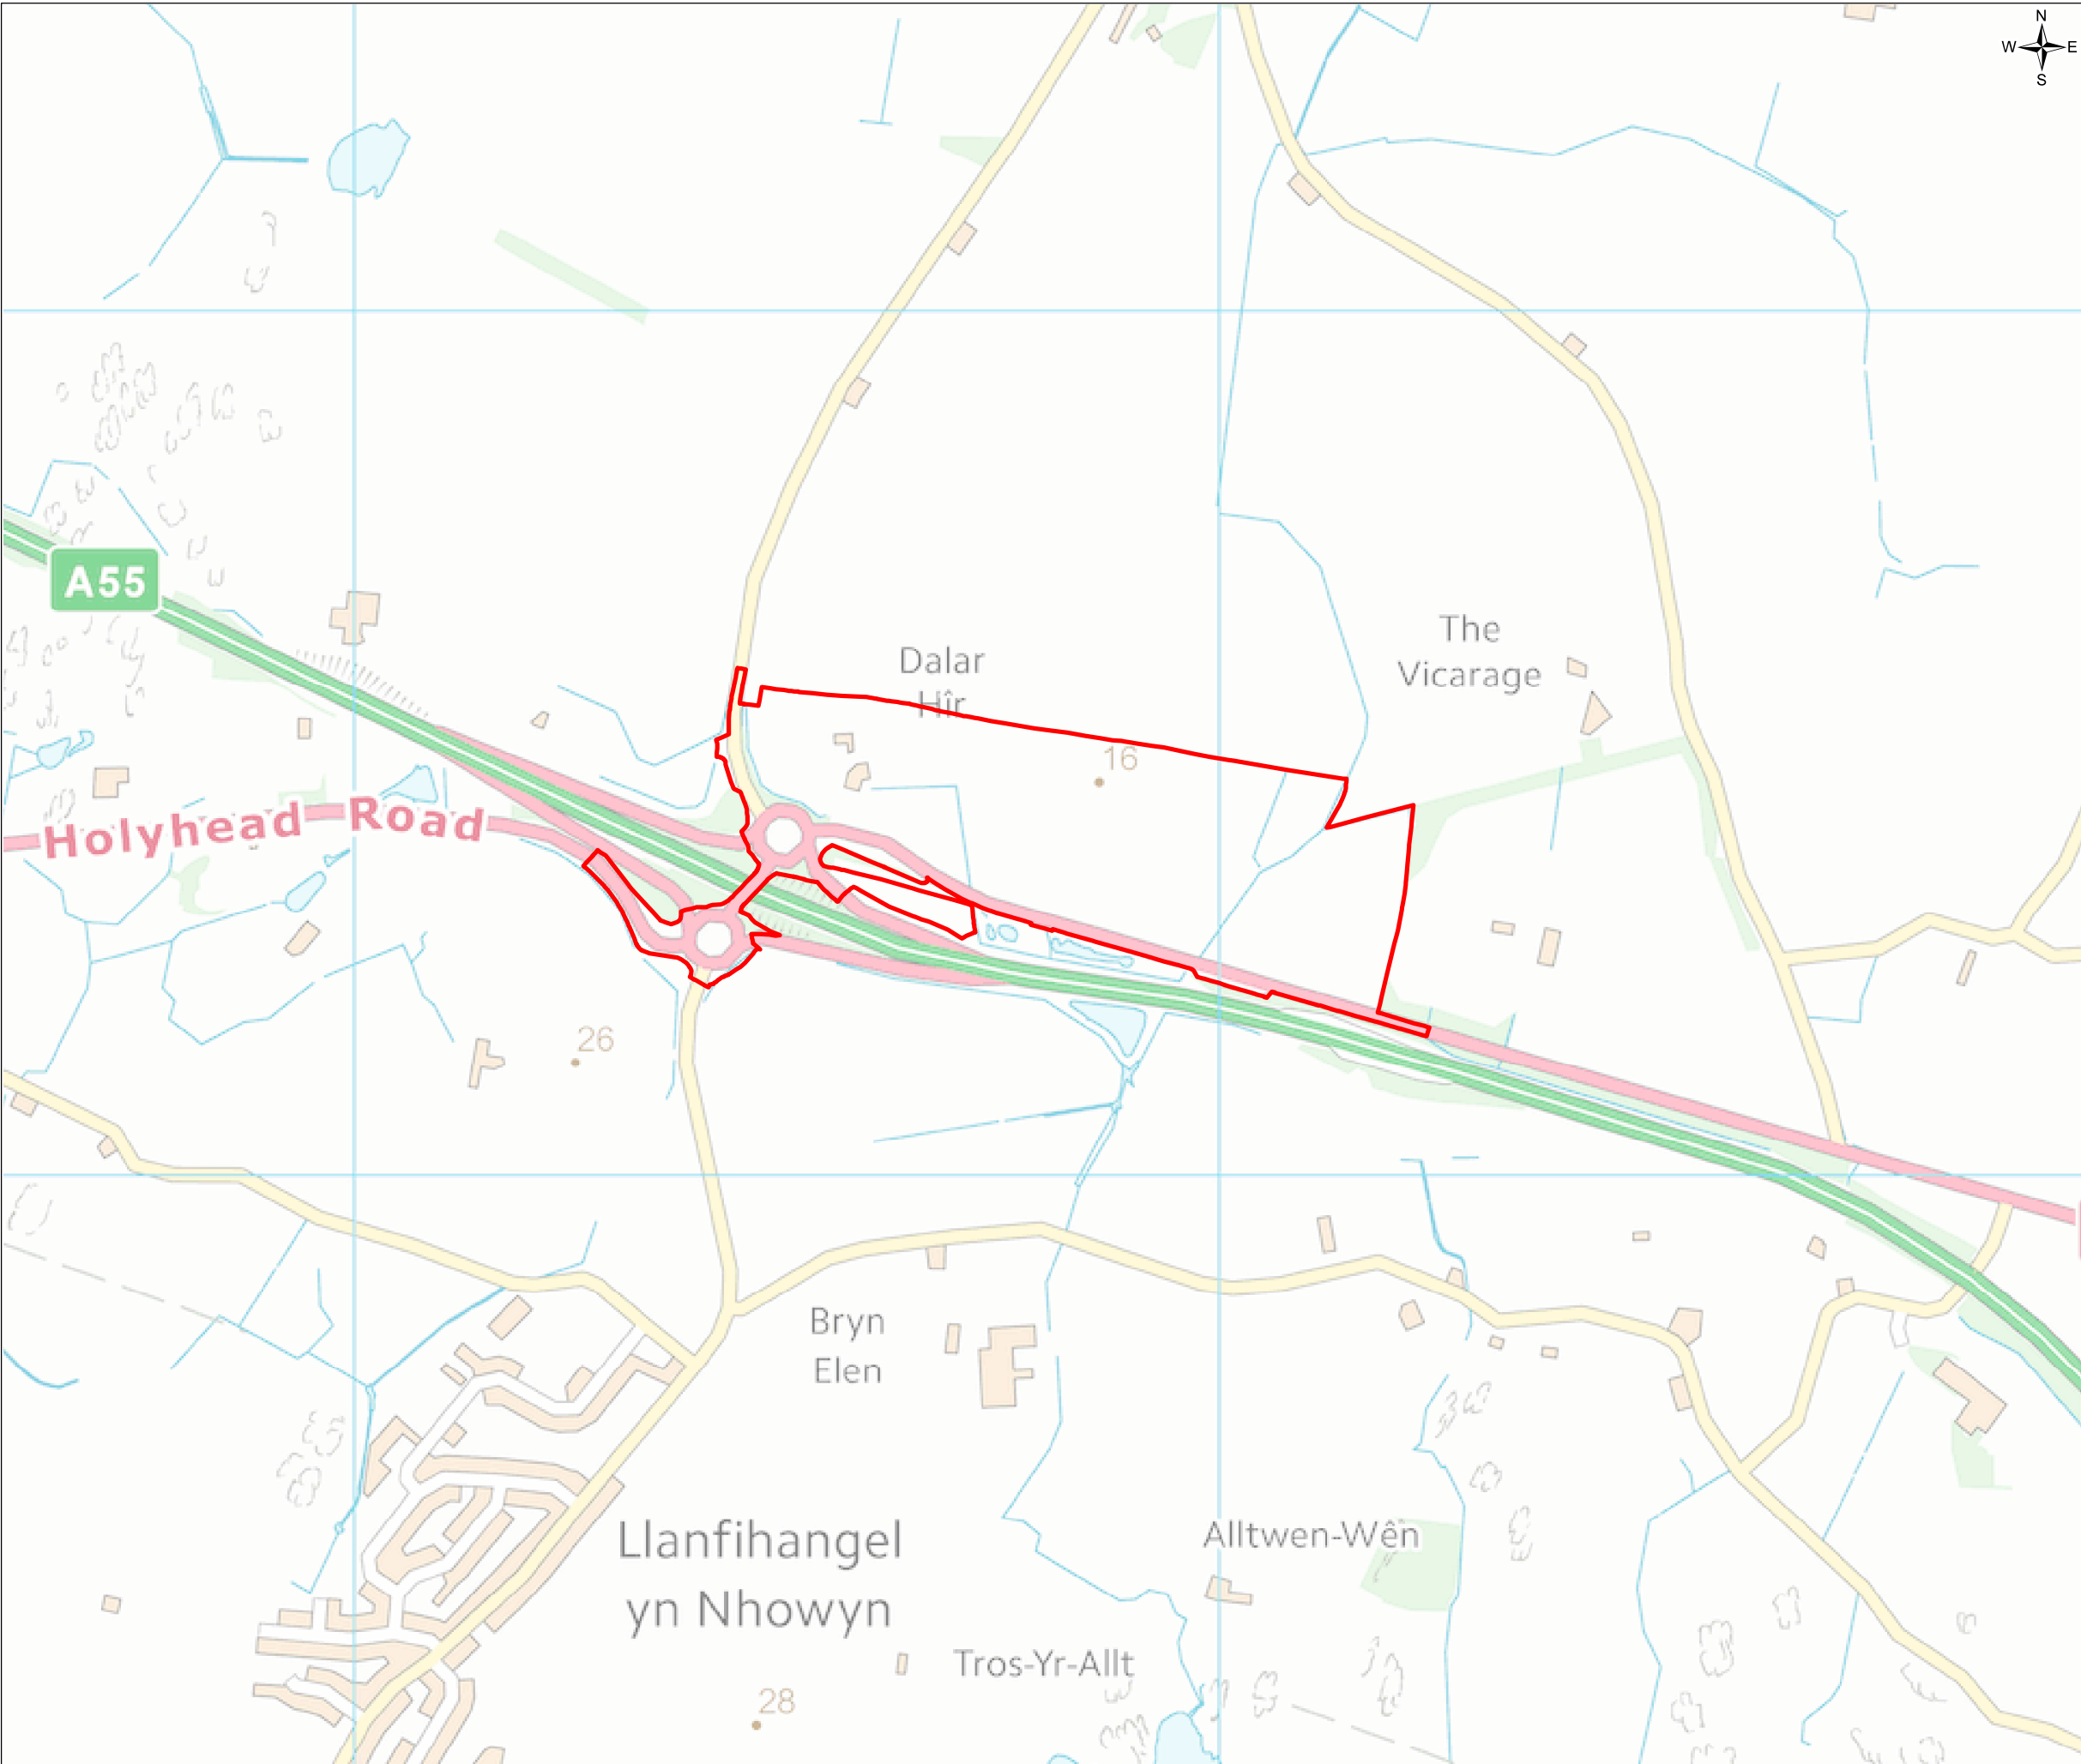 N
W E
S
A55
The
Vicarage
Dalar
Hîr
16
Holyhead Road
26
Bryn
Elen
Llanfihangel
yn Nhowyn
Alltwen-Wên
Tros-Yr-Allt
28